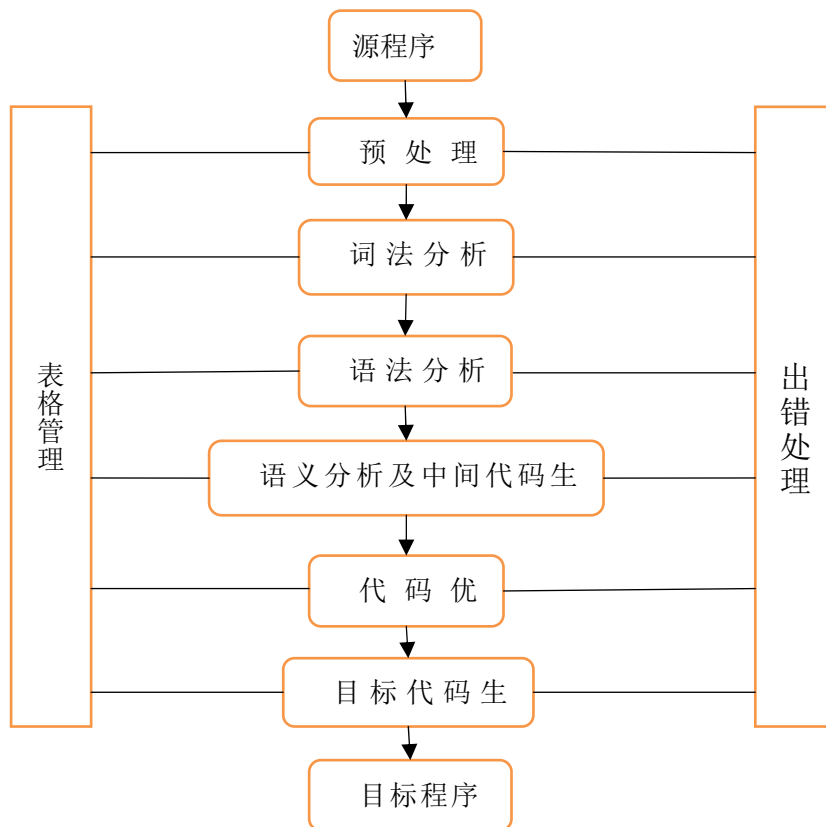 源程序
预处理
词法分析
语法分析
表格管理
出错处理
语义分析及中间代码生
代码优
目标代码生
目标程序